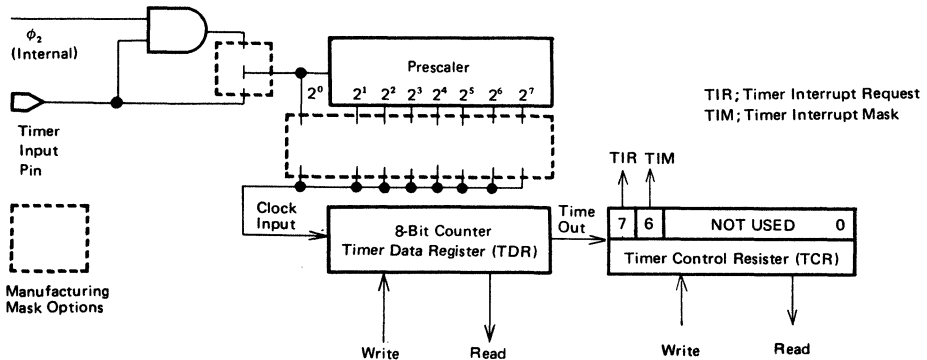 φ2
(Internal)
Prescaler
2⁰ 2¹ 2² 2³ 2⁴ 2⁵ 2⁶ 2⁷
TIR; Timer Interrupt Request
TIM; Timer Interrupt Mask
Timer
Input
Pin
TIR TIM
Clock
Input
8-Bit Counter
Timer Data Register (TDR)
Time
Out
7 6 NOT USED 0
Timer Control Resister (TCR)
Manufacturing
Mask Options
Write Read
Write Read